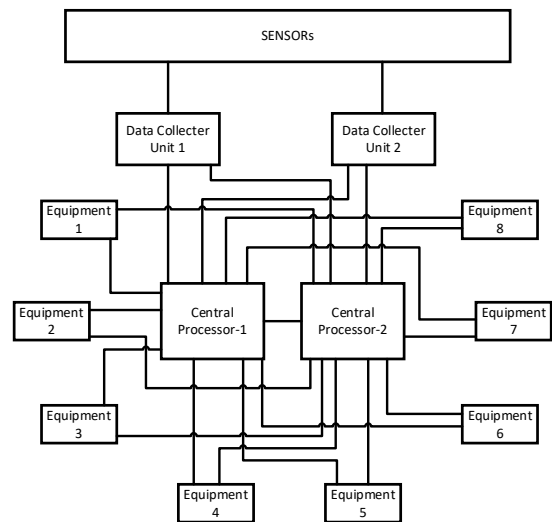 SENSORs
Data Collecter
Unit 1
Data Collecter
Unit 2
Equipment
1
Equipment
8
Equipment
2
Central
Processor-1
Central
Processor-2
Equipment
7
Equipment
3
Equipment
6
Equipment
4
Equipment
5